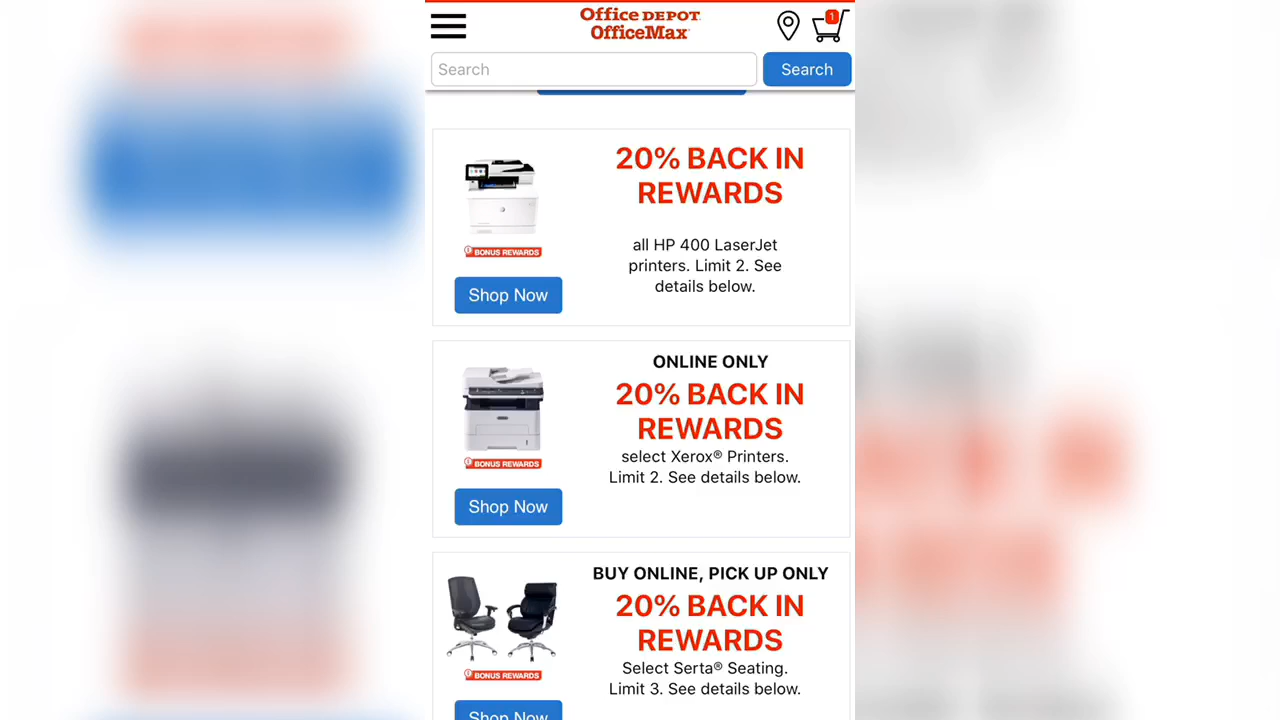 Office DEPOT
OfficeMax
1
Search
Search
20% BACK IN
REWARDS
all HP 400 LaserJet
printers. Limit 2. See
details below.
BONUS REWARDS
Shop Now
ONLINE ONLY
20% BACK IN
REWARDS
select Xerox® Printers.
Limit 2. See details below.
BONUS REWARDS
Shop Now
BUY ONLINE, PICK UP ONLY
20% BACK IN
REWARDS
Select Serta® Seating.
Limit 3. See details below.
BONUS REWARDS
Shop Now